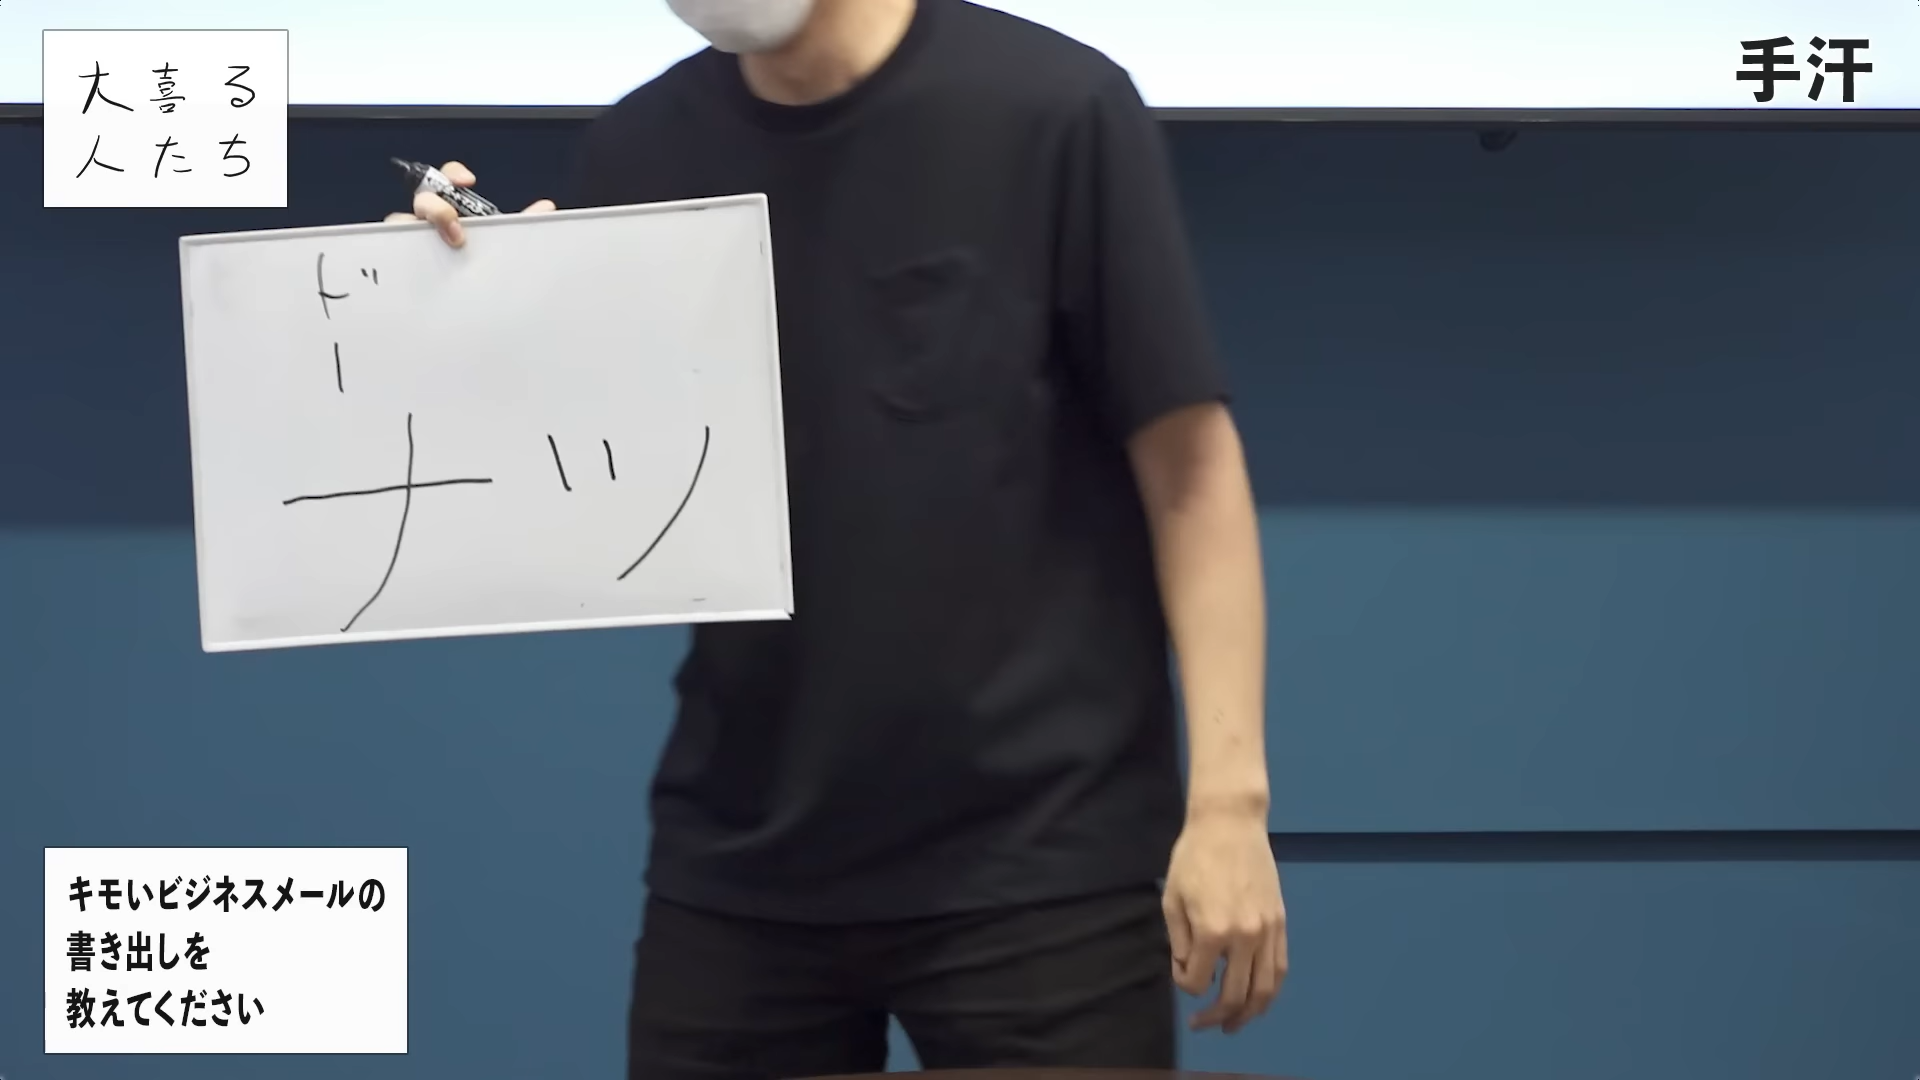 大喜る
人たち
手汗
ドーナツ
キモいビジネスメールの
書き出しを
教えてください